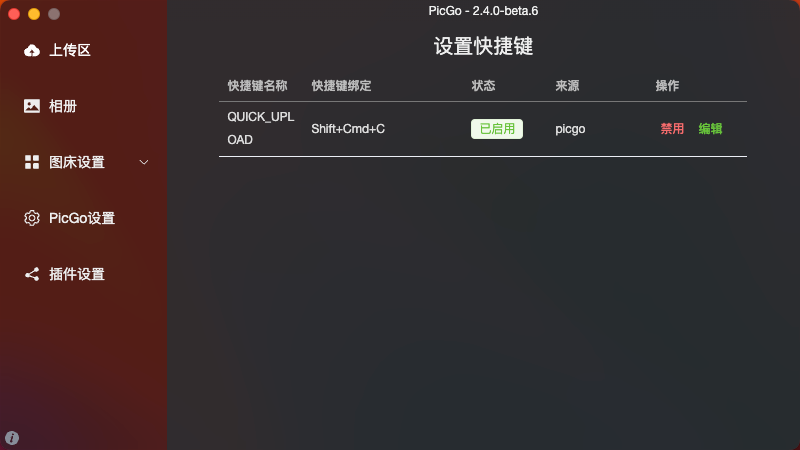 PicGo - 2.4.0-beta.6
上传区
相册
图床设置
PicGo设置
插件设置
设置快捷键
快捷键名称 快捷键绑定 状态 来源 操作
QUICK_UPL
OAD
Shift+Cmd+C 已启用 picgo 禁用 编辑